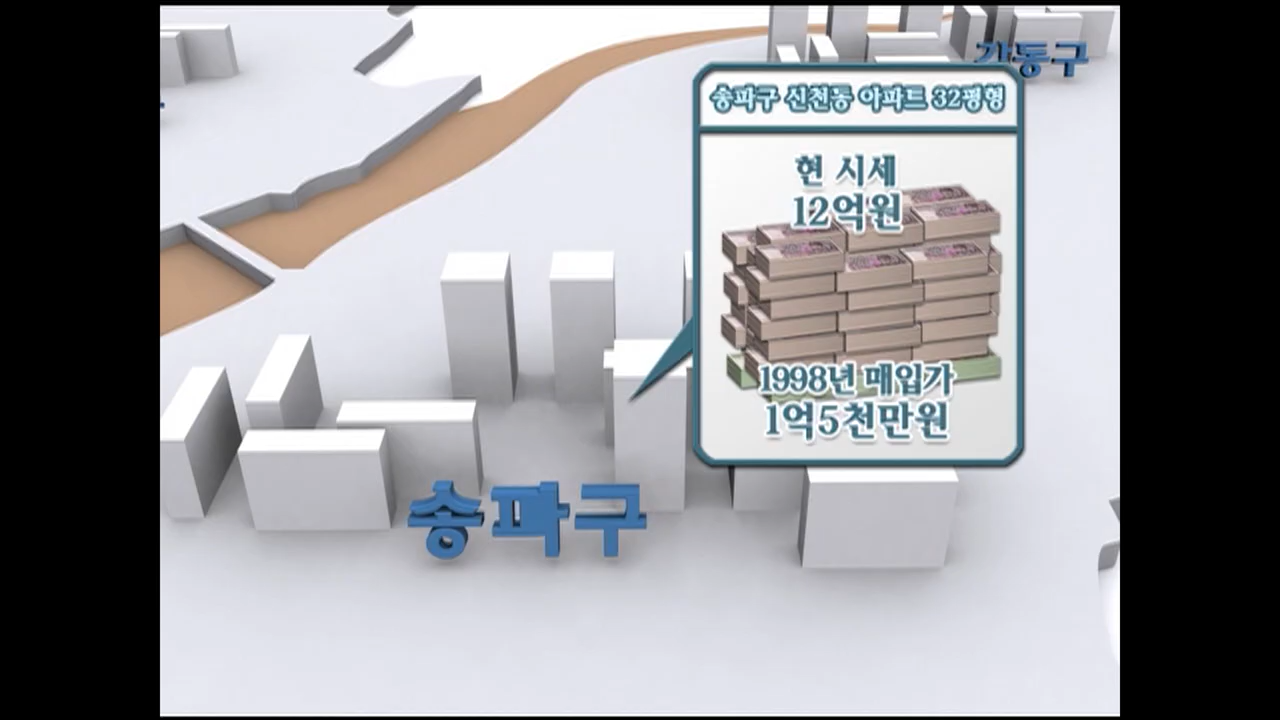 강동구
송파구 신천동 아파트 32평형
현 시세
12억원
1998년 매입가
1억5천만원
송파구